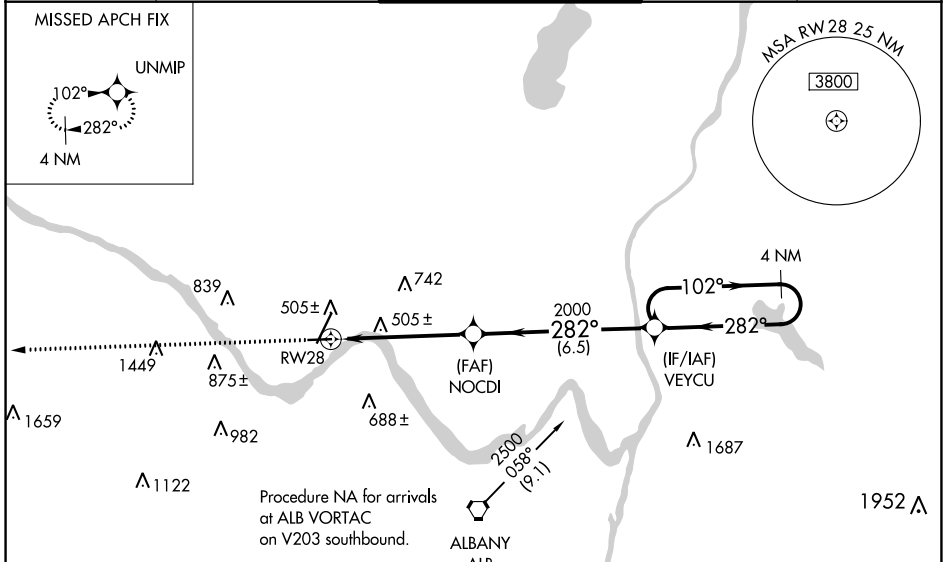 MISSED APCH FIX
UNMIP
102°
282°
4 NM
MSA RW28 25 NM
3800
4 NM
102°
282°
742
839
505±
505±
2000
282°
(6.5)
RW28
(FAF)
NOCDI
(IF/IAF)
VEYCU
1449
875±
1659
982
688±
1687
1122
2500
058°
(9.1)
Procedure NA for arrivals
at ALB VORTAC
on V203 southbound.
ALBANY
1952